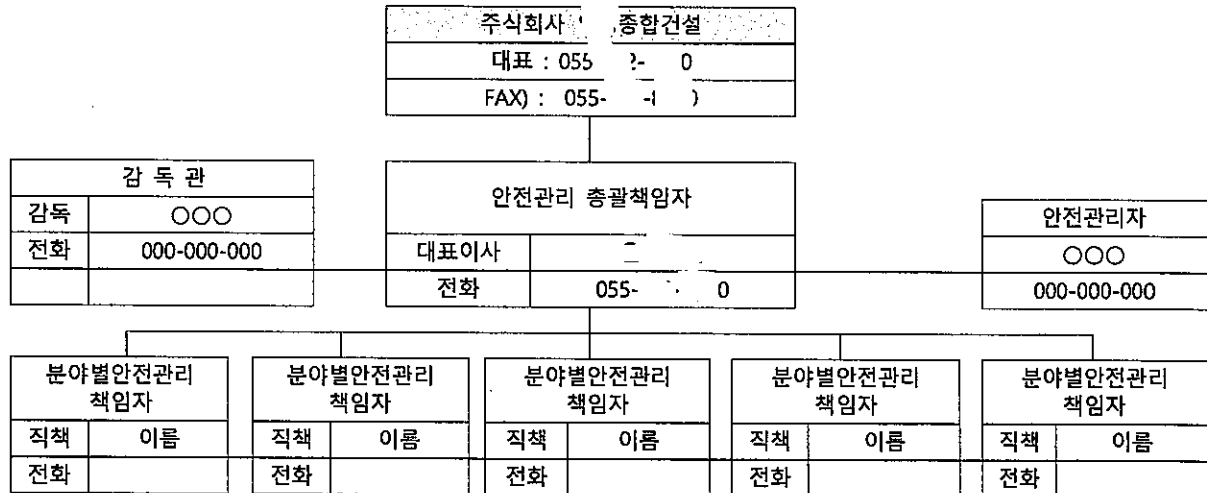 주식회사 종합건설
대표 : 055 2- 0
FAX) : 055-
감 독 관
감독 ○○○
전화 000-000-000
안전관리 총괄책임자
대표이사
전화 055- 0
안전관리자
○○○
000-000-000
분야별안전관리
책임자
직책 이름
전화
분야별안전관리
책임자
직책 이름
전화
분야별안전관리
책임자
직책 이름
전화
분야별안전관리
책임자
직책 이름
전화
분야별안전관리
책임자
직책 이름
전화